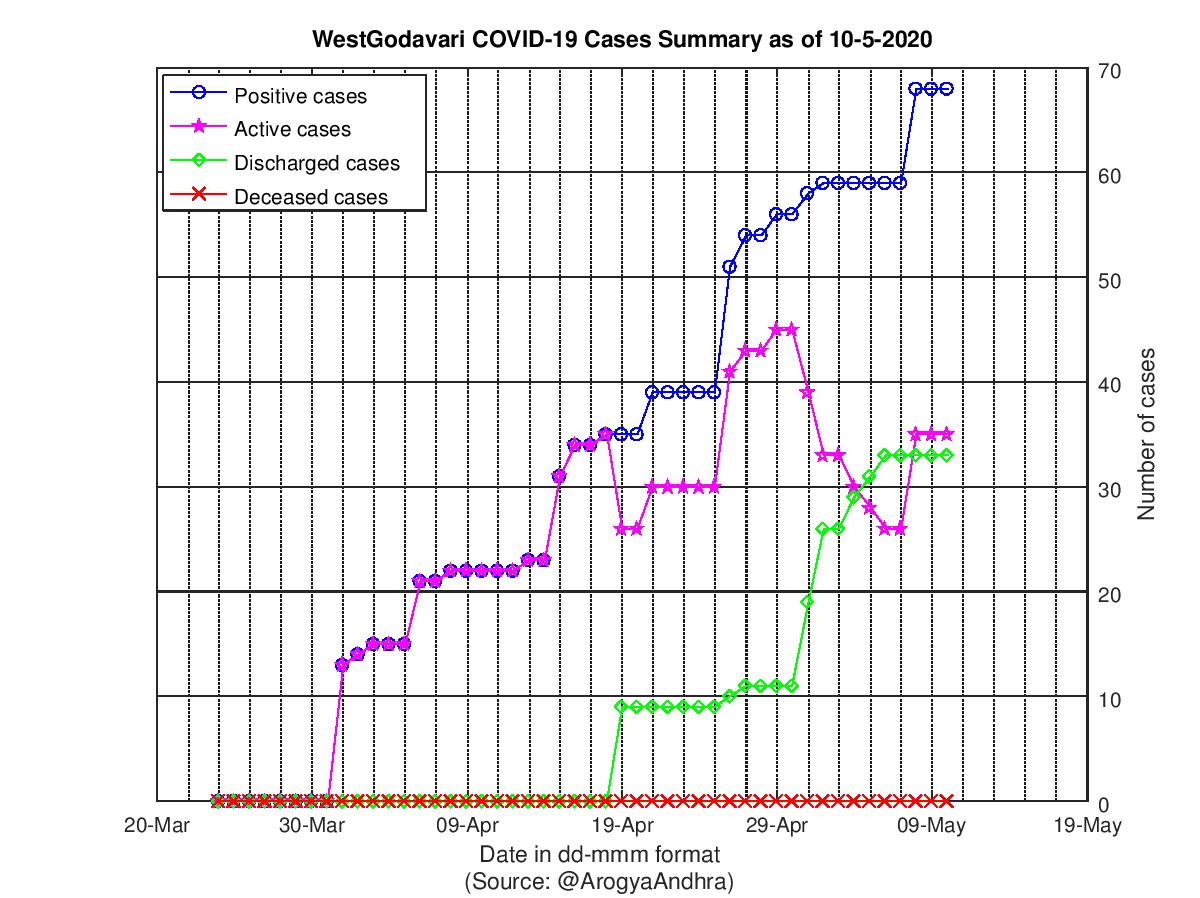 WestGodavari COVID-19 Cases Summary as of 10-5-2020
Positive cases
Active cases
Discharged cases
Deceased cases
70
60
50
40
30
20
10
0
Number of cases
20-Mar 30-Mar 09-Apr 19-Apr 29-Apr 09-May 19-May
Date in dd-mmm format
(Source: @ArogyaAndhra)